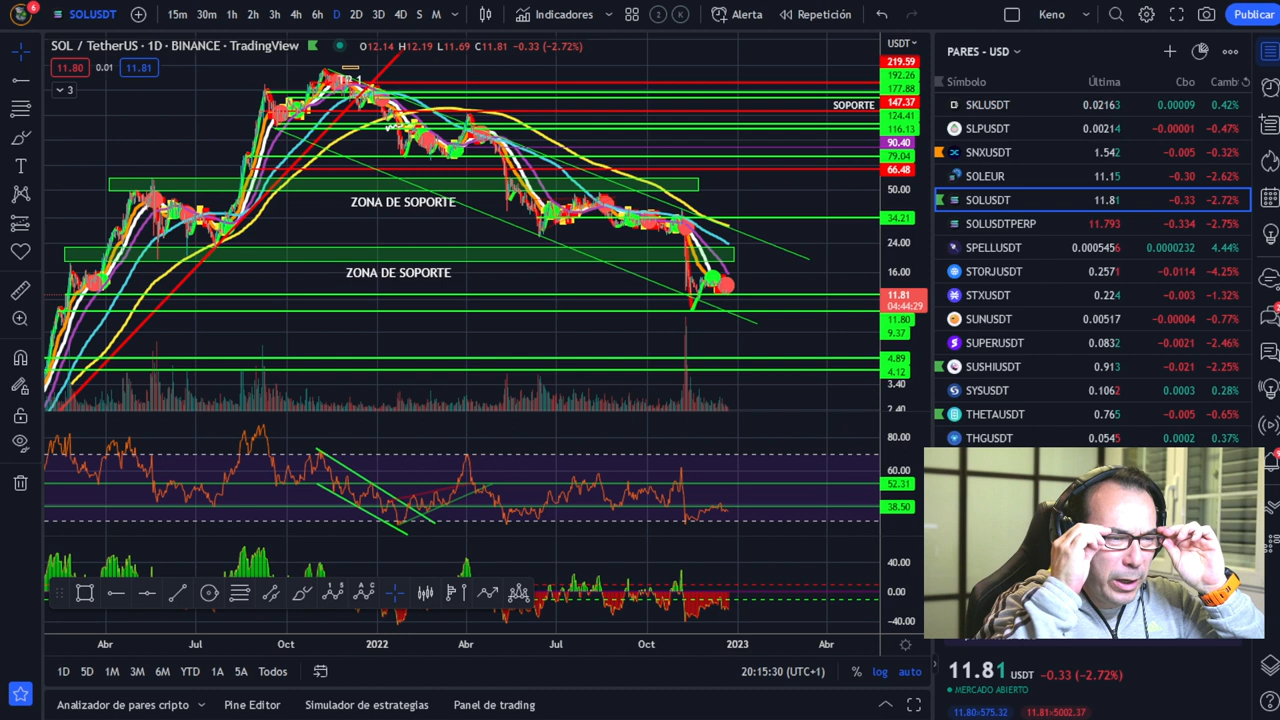 6
SOLUSDT
15m 30m 1h 2h 3h 4h 6h D 2D 3D 4D S M
Indicadores
2 K
Alerta
Repetición
Keno
Publicar
SOL / TetherUS · 1D · BINANCE · TradingView
O12.14 H12.19 L11.69 C11.81 -0.33 (-2.72%)
11.80 0.01 11.81
3
TP 1
SOPORTE
ZONA DE SOPORTE
ZONA DE SOPORTE
USDT
219.59
192.26
177.88
147.37
124.41
116.13
90.40
79.04
66.48
50.00
34.21
24.00
16.00
11.81
04:44:29
11.80
9.37
4.89
4.12
3.40
2.40
80.00
60.00
52.31
38.50
40.00
0.00
-40.00
Abr Jul Oct 2022 Abr Jul Oct 2023 Abr
1D 5D 1M 3M 6M YTD 1A 5A Todos
20:15:30 (UTC+1) % log auto
Analizador de pares cripto Pine Editor Simulador de estrategias Panel de trading
PARES - USD
Símbolo Última Cbo Camb
SKLUSDT 0.02163 0.00009 0.42%
SLPUSDT 0.00214 -0.00001 -0.47%
SNXUSDT 1.542 -0.005 -0.32%
SOLEUR 11.15 -0.30 -2.62%
SOLUSDT 11.81 -0.33 -2.72%
SOLUSDTPERP 11.793 -0.334 -2.75%
SPELLUSDT 0.0005456 0.0000232 4.44%
STORJUSDT 0.2571 -0.0114 -4.25%
STXUSDT 0.224 -0.003 -1.32%
SUNUSDT 0.00517 -0.00004 -0.77%
SUPERUSDT 0.0832 -0.0021 -2.46%
SUSHIUSDT 0.913 -0.021 -2.25%
SYSUSDT 0.1062 0.0003 0.28%
THETAUSDT 0.765 -0.005 -0.65%
THGUSDT 0.0545 0.0002 0.37%
11.81 USDT -0.33 (-2.72%)
MERCADO ABIERTO
11.80×575.32 11.81×5002.37